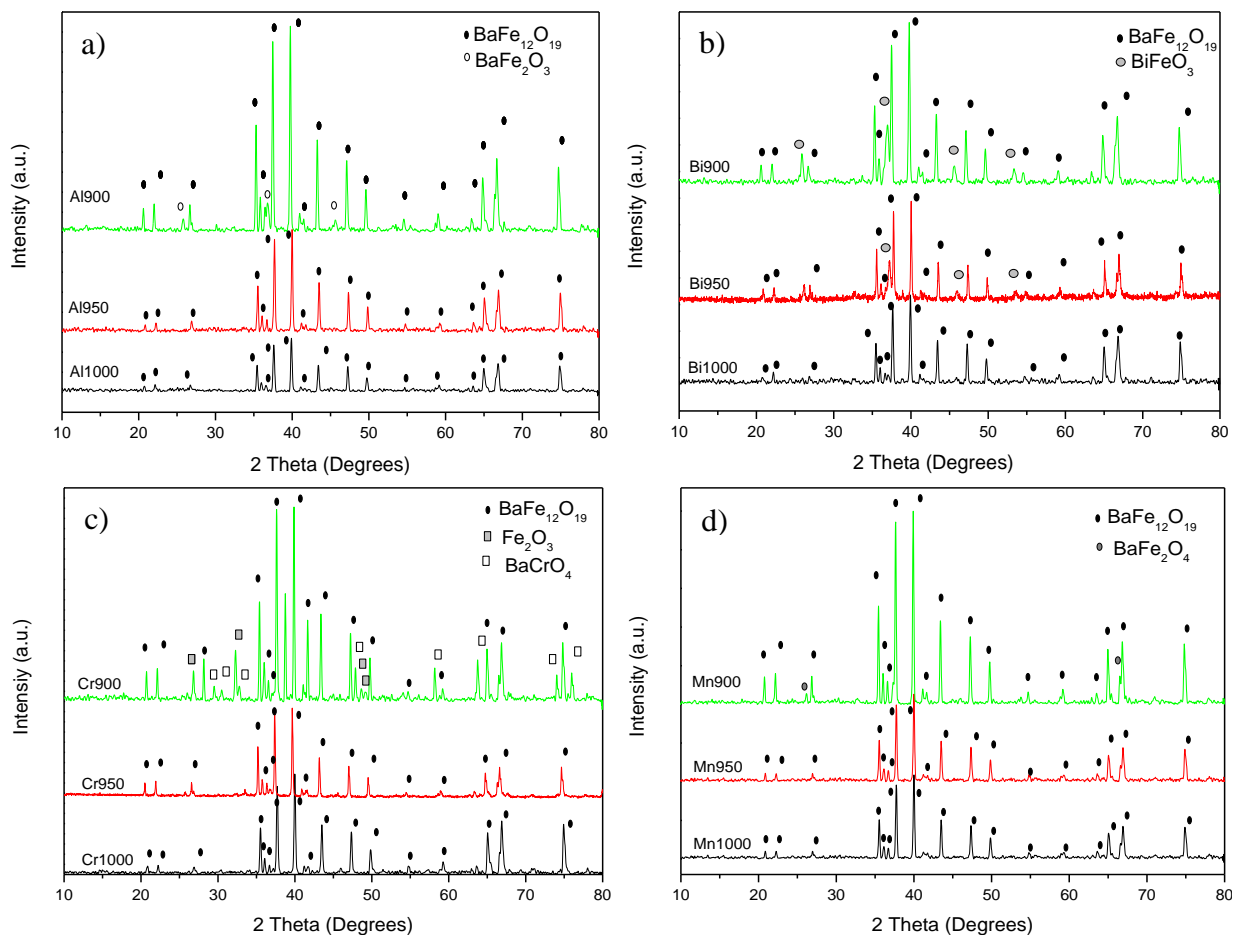 a)
BaFe₁₂O₁₉
BaFe₂O₃
Intensity (a.u.)
Al900
Al950
Al1000
10 20 30 40 50 60 70 80
2 Theta (Degrees)
b)
BaFe₁₂O₁₉
BiFeO₃
Intensity (a.u.)
Bi900
Bi950
Bi1000
10 20 30 40 50 60 70 80
2 Theta (Degrees)
c)
BaFe₁₂O₁₉
Fe₂O₃
BaCrO₄
Intensiy (a.u.)
Cr900
Cr950
Cr1000
10 20 30 40 50 60 70 80
2 Theta (Degrees)
d)
BaFe₁₂O₁₉
BaFe₂O₄
Intensity (a.u.)
Mn900
Mn950
Mn1000
10 20 30 40 50 60 70 80
2 Theta (Degrees)